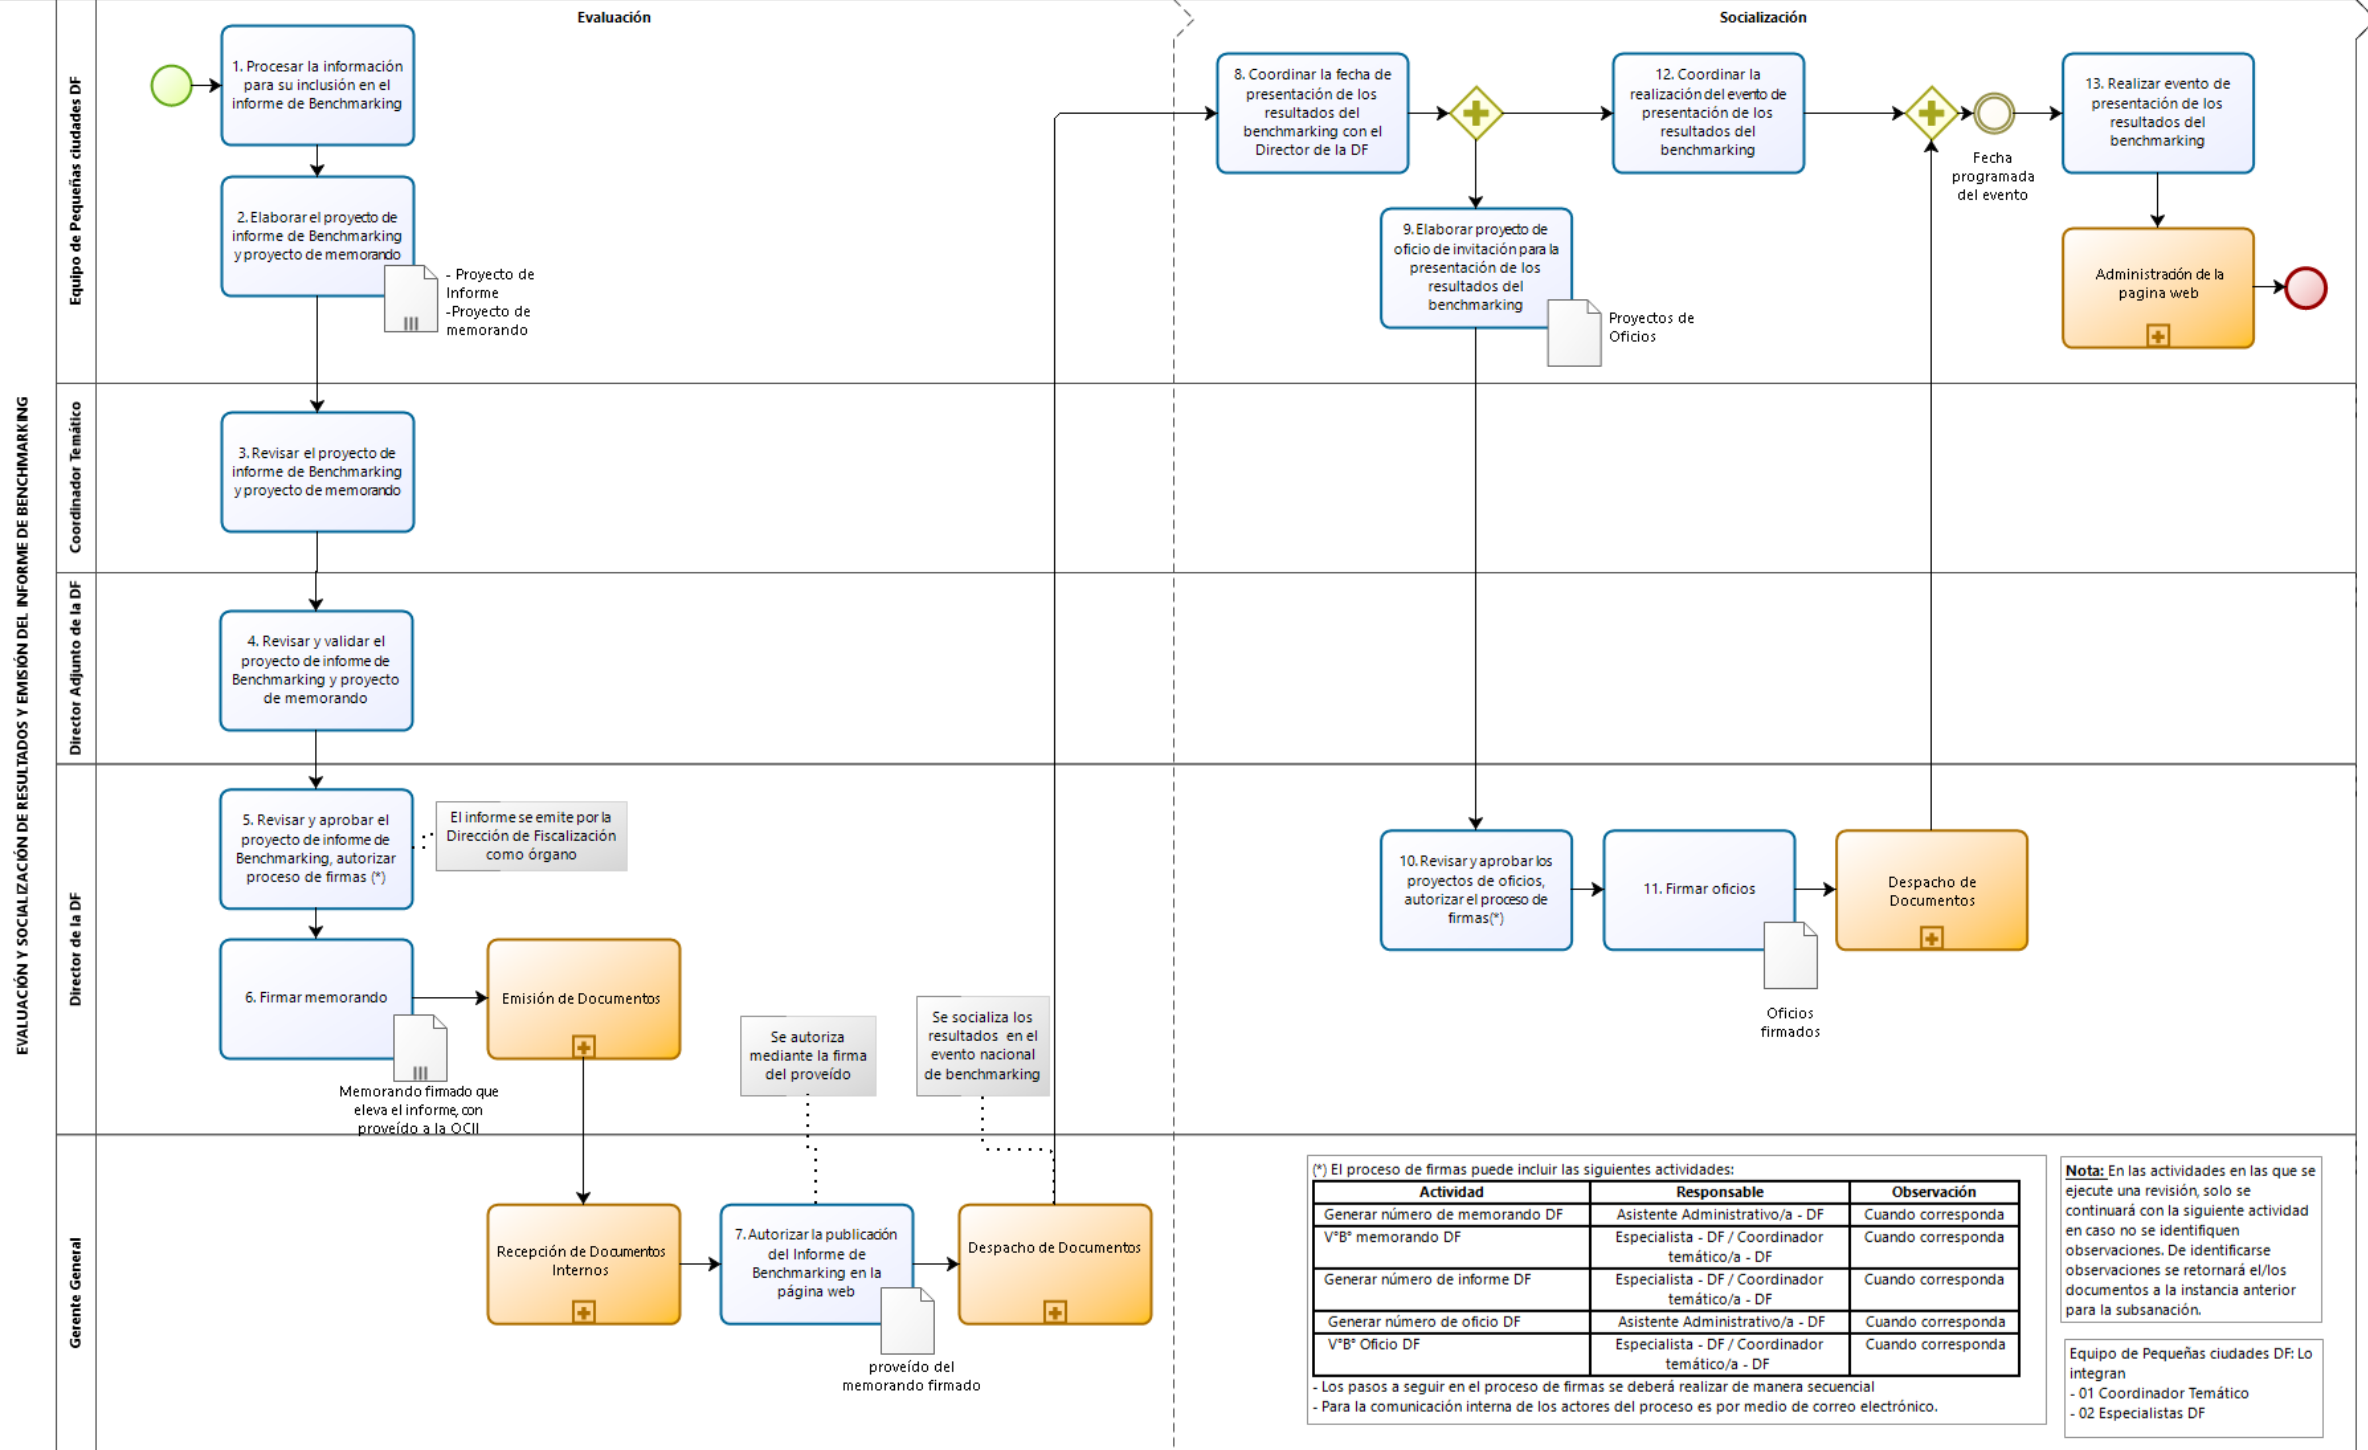 EVALUACIÓN Y SOCIALIZACIÓN DE RESULTADOS Y EMISIÓN DEL INFORME DE BENCHMARKING
Evaluación
Socialización
Equipo de Pequeñas ciudades DF
1. Procesar la información
para su inclusión en el
informe de Benchmarking
2. Elaborar el proyecto de
informe de Benchmarking
y proyecto de memorando
- Proyecto de
Informe
-Proyecto de
memorando
8. Coordinar la fecha de
presentación de los
resultados del
benchmarking con el
Director de la DF
12. Coordinar la
realización del evento de
presentación de los
resultados del
benchmarking
Fecha
programada
del evento
13. Realizar evento de
presentación de los
resultados del
benchmarking
9. Elaborar proyecto de
oficio de invitación para la
presentación de los
resultados del
benchmarking
Proyectos de
Oficios
Administración de la
pagina web
Coordinador Temático
3. Revisar el proyecto de
informe de Benchmarking
y proyecto de memorando
Director Adjunto de la DF
4. Revisar y validar el
proyecto de informe de
Benchmarking y proyecto
de memorando
Director de la DF
5. Revisar y aprobar el
proyecto de informe de
Benchmarking, autorizar
proceso de firmas (*)
El informe se emite por la
Dirección de Fiscalización
como órgano
6. Firmar memorando
Memorando firmado que
eleva el informe, con
proveído a la OCII
Emisión de Documentos
Se autoriza
mediante la firma
del proveído
Se socializa los
resultados en el
evento nacional
de benchmarking
10. Revisar y aprobar los
proyectos de oficios,
autorizar el proceso de
firmas(*)
11. Firmar oficios
Oficios
firmados
Despacho de
Documentos
Gerente General
Recepción de Documentos
Internos
7. Autorizar la publicación
del Informe de
Benchmarking en la
página web
proveído del
memorando firmado
Despacho de Documentos
(*) El proceso de firmas puede incluir las siguientes actividades:
Actividad Responsable Observación
Generar número de memorando DF Asistente Administrativo/a - DF Cuando corresponda
V°B° memorando DF Especialista - DF / Coordinador Cuando corresponda
temático/a - DF
Generar número de informe DF Especialista - DF / Coordinador Cuando corresponda
temático/a - DF
Generar número de oficio DF Asistente Administrativo/a - DF Cuando corresponda
V°B° Oficio DF Especialista - DF / Coordinador Cuando corresponda
temático/a - DF
- Los pasos a seguir en el proceso de firmas se deberá realizar de manera secuencial
- Para la comunicación interna de los actores del proceso es por medio de correo electrónico.
Nota: En las actividades en las que se
ejecute una revisión, solo se
continuará con la siguiente actividad
en caso no se identifiquen
observaciones. De identificarse
observaciones se retornará el/los
documentos a la instancia anterior
para la subsanación.
Equipo de Pequeñas ciudades DF: Lo
integran
- 01 Coordinador Temático
- 02 Especialistas DF